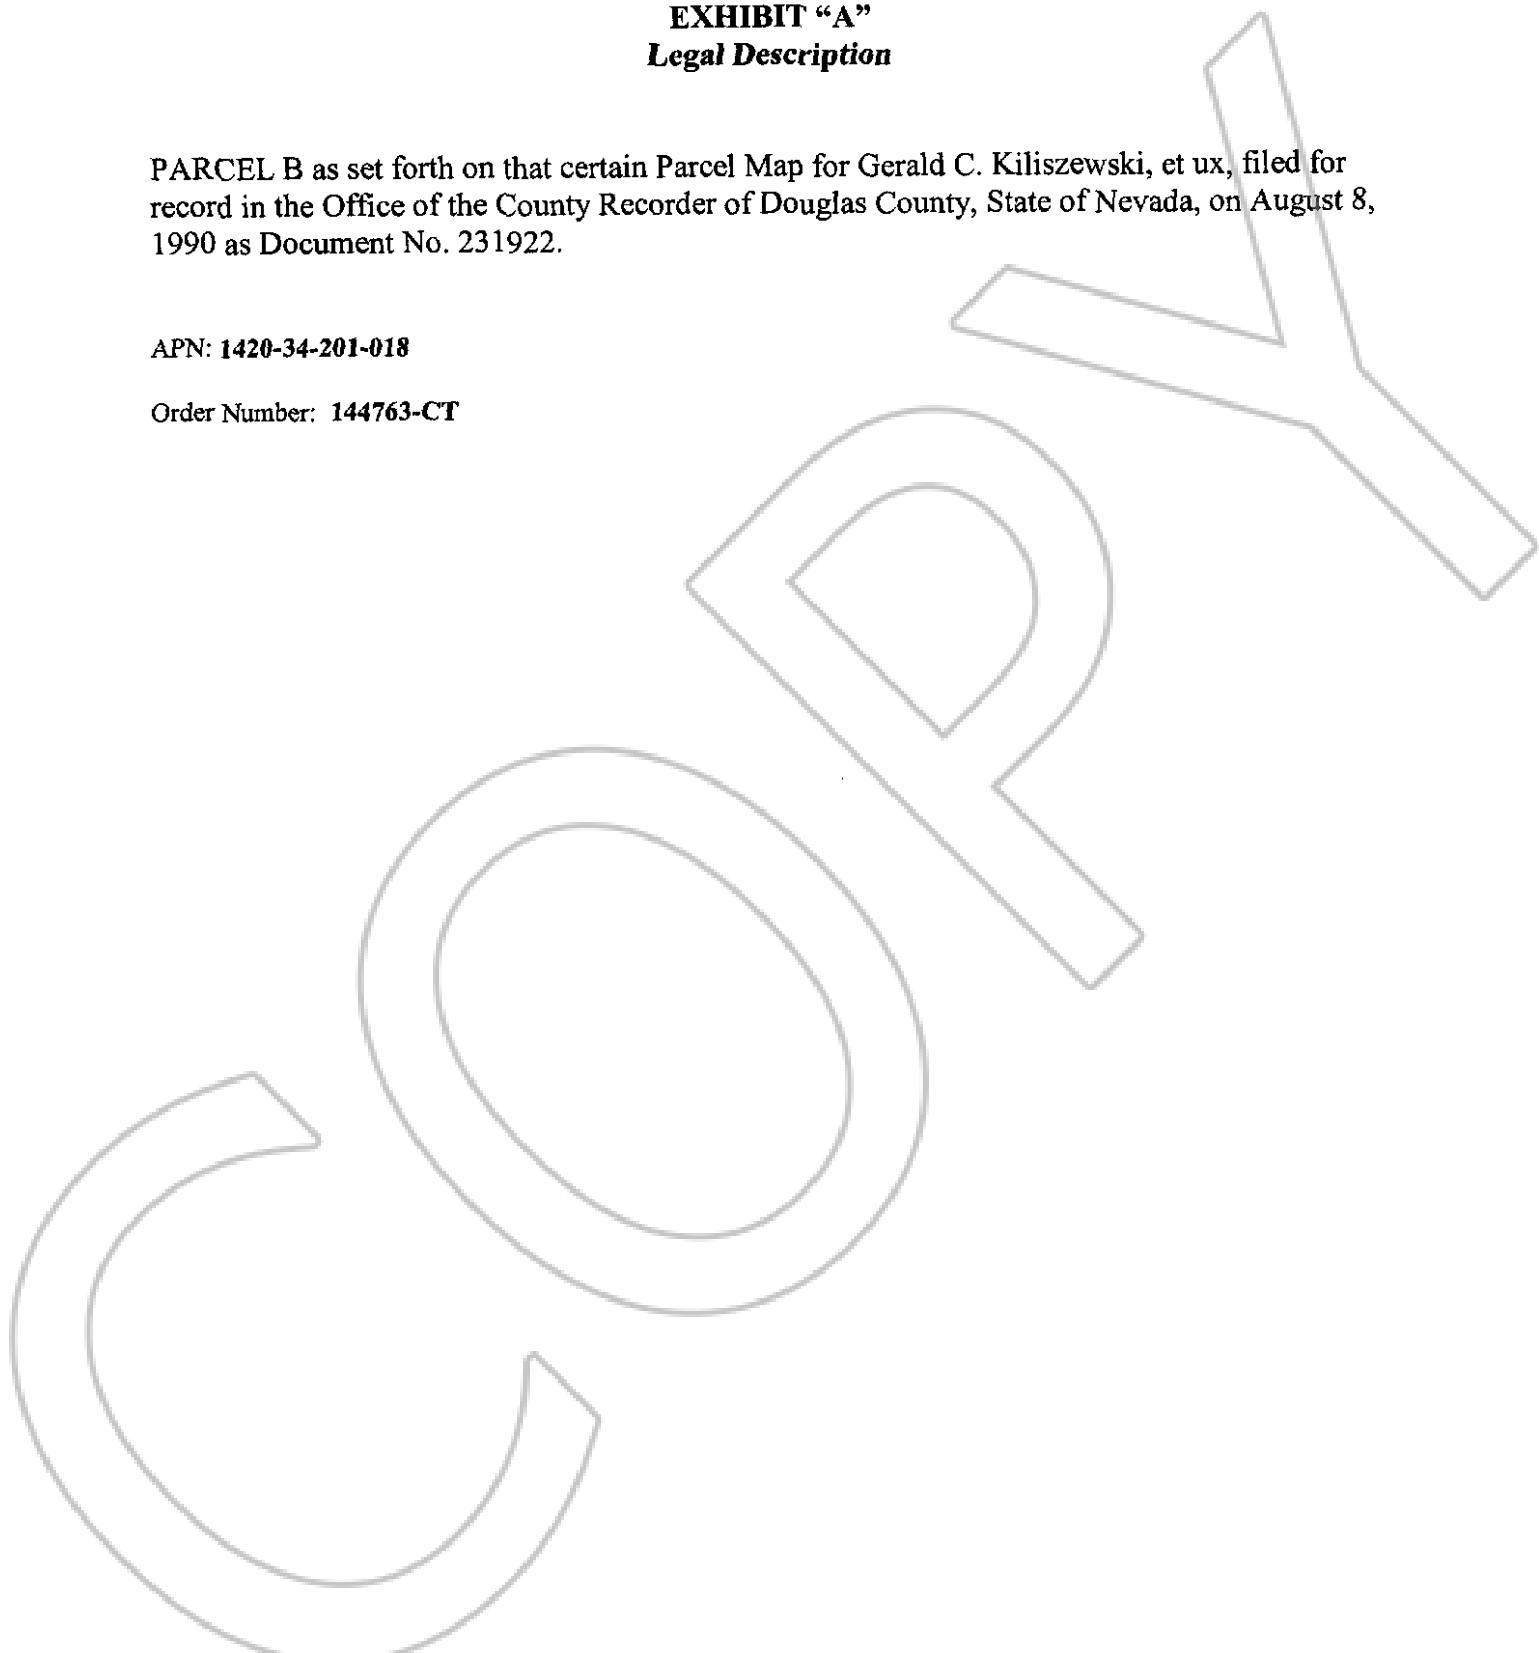 EXHIBIT “A”
Legal Description
PARCEL B as set forth on that certain Parcel Map for Gerald C. Kiliszewski, et ux, filed for
record in the Office of the County Recorder of Douglas County, State of Nevada, on August 8,
1990 as Document No. 231922.
APN: 1420-34-201-018
Order Number: 144763-CT
COPY